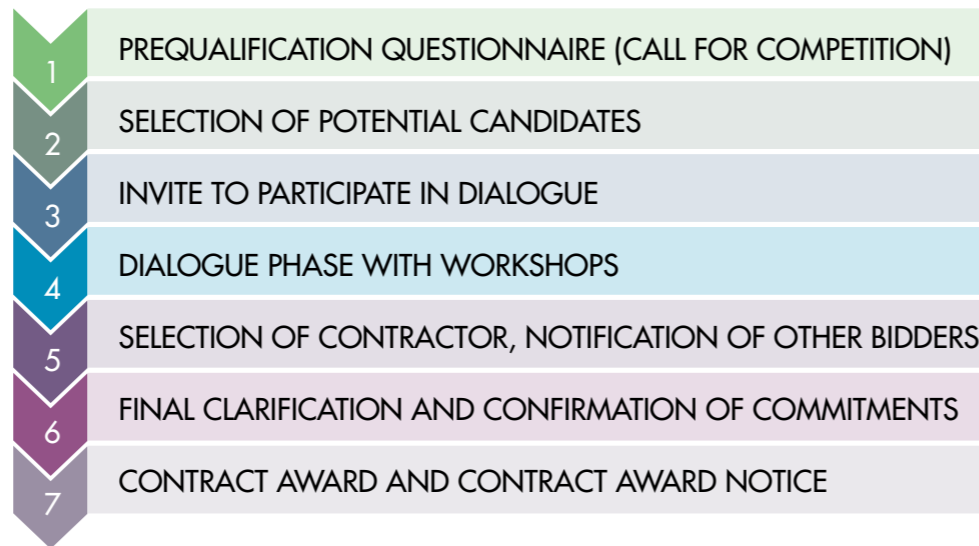 1 PREQUALIFICATION QUESTIONNAIRE (CALL FOR COMPETITION)
2 SELECTION OF POTENTIAL CANDIDATES
3 INVITE TO PARTICIPATE IN DIALOGUE
4 DIALOGUE PHASE WITH WORKSHOPS
5 SELECTION OF CONTRACTOR, NOTIFICATION OF OTHER BIDDERS
6 FINAL CLARIFICATION AND CONFIRMATION OF COMMITMENTS
7 CONTRACT AWARD AND CONTRACT AWARD NOTICE